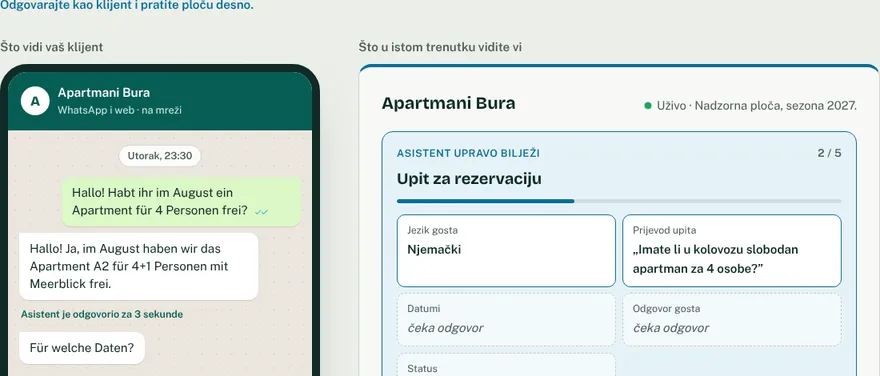 Odgovarajte kao klijent i pratite ploču desno.
Što vidi vaš klijent
A
Apartmani Bura
WhatsApp i web · na mreži
Utorak, 23:30
Hallo! Habt ihr im August ein
Apartment für 4 Personen frei?
Hallo! Ja, im August haben wir das
Apartment A2 für 4+1 Personen mit
Meerblick frei.
Asistent je odgovorio za 3 sekunde
Für welche Daten?
Što u istom trenutku vidite vi
Apartmani Bura
Uživo · Nadzorna ploča, sezona 2027.
ASISTENT UPRAVO BILJEŽI
2 / 5
Upit za rezervaciju
Jezik gosta
Njemački
Prijevod upita
„Imate li u kolovozu slobodan
apartman za 4 osobe?”
Datumi
čeka odgovor
Odgovor gosta
čeka odgovor
Status